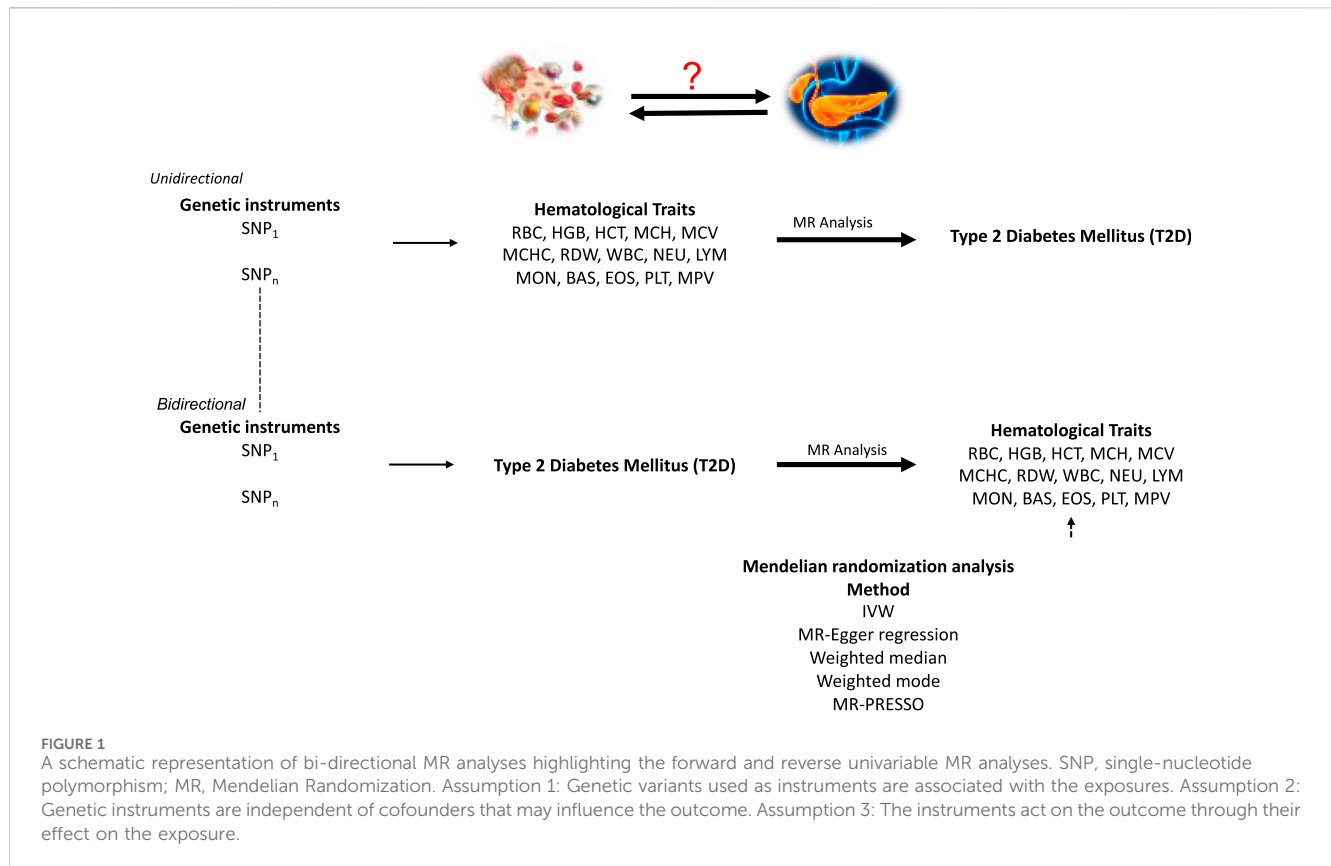 ?
Unidirectional
Genetic instruments
SNP1
SNPn
Hematological Traits
RBC, HGB, HCT, MCH, MCV
MCHC, RDW, WBC, NEU, LYM
MON, BAS, EOS, PLT, MPV
MR Analysis
Type 2 Diabetes Mellitus (T2D)
Bidirectional
Genetic instruments
SNP1
SNPn
Type 2 Diabetes Mellitus (T2D)
MR Analysis
Hematological Traits
RBC, HGB, HCT, MCH, MCV
MCHC, RDW, WBC, NEU, LYM
MON, BAS, EOS, PLT, MPV
Mendelian randomization analysis
Method
IVW
MR-Egger regression
Weighted median
Weighted mode
MR-PRESSO
FIGURE 1
A schematic representation of bi-directional MR analyses highlighting the forward and reverse univariable MR analyses. SNP, single-nucleotide
polymorphism; MR, Mendelian Randomization. Assumption 1: Genetic variants used as instruments are associated with the exposures. Assumption 2:
Genetic instruments are independent of cofounders that may influence the outcome. Assumption 3: The instruments act on the outcome through their
effect on the exposure.